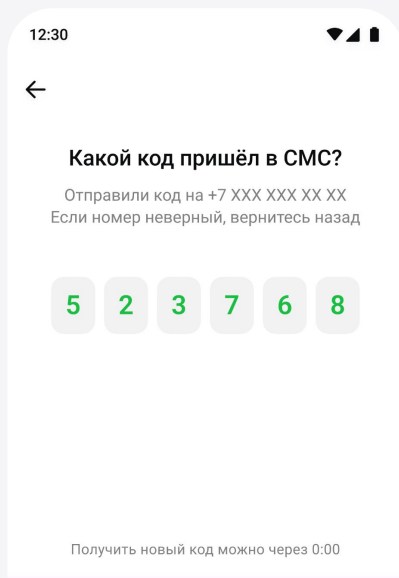 12:30
Какой код пришёл в СМС?
Отправили код на +7 XXX XXX XX XX
Если номер неверный, вернитесь назад
5 2 3 7 6 8
Получить новый код можно через 0:00